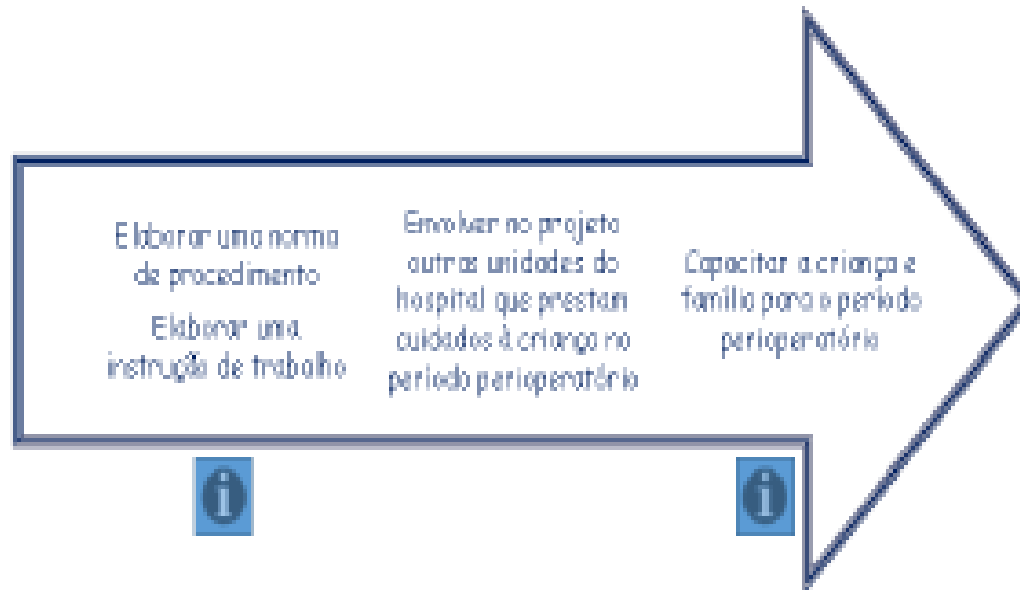 Elaborar uma norma
de procedimento
Elaborar uma
instrução de trabalho
Envolver no projeto
outras unidades do
hospital que prestam
cuidados à criança no
período perioperatório
Capacitar a criança e
família para o período
perioperatório
i
i